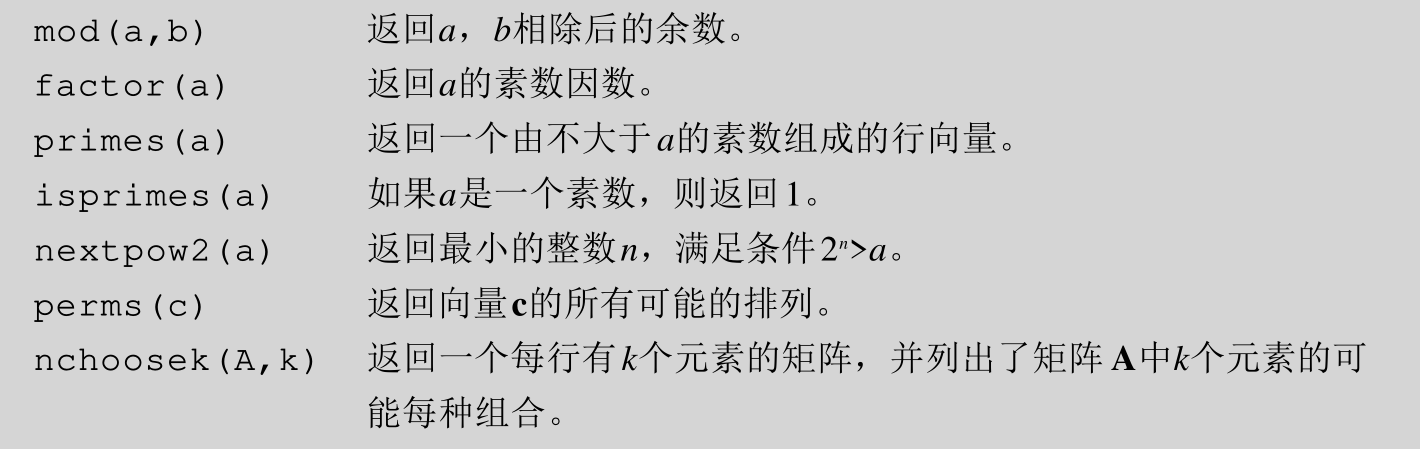 mod(a,b) 返回a，b相除后的余数。
factor(a) 返回a的素数因数。
primes(a) 返回一个由不大于a的素数组成的行向量。
isprimes(a) 如果a是一个素数，则返回1。
nextpow2(a) 返回最小的整数n，满足条件2ⁿ>a。
perms(c) 返回向量c的所有可能的排列。
nchoosek(A,k) 返回一个每行有k个元素的矩阵，并列出了矩阵A中k个元素的可
能每种组合。